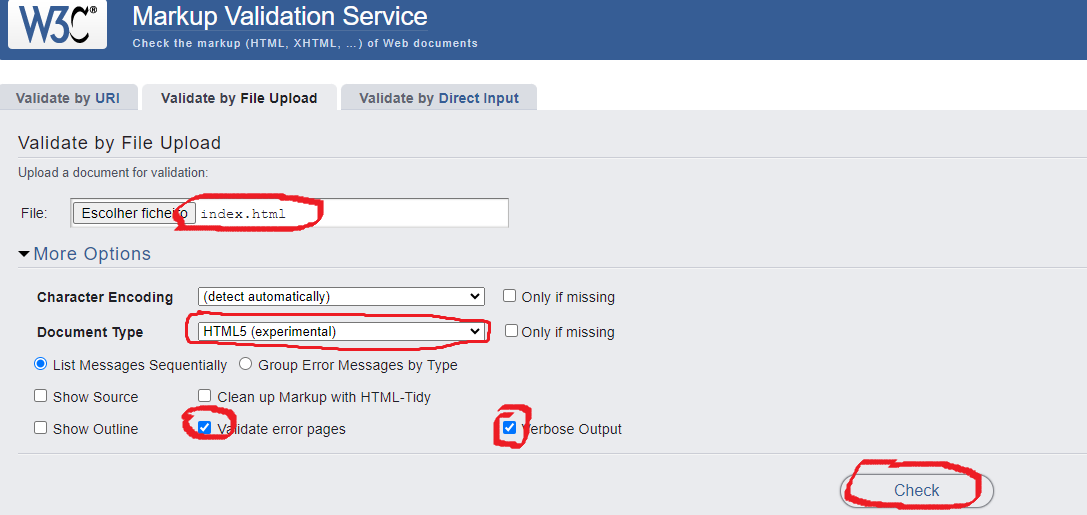 W3C® Markup Validation Service
Check the markup (HTML, XHTML, …) of Web documents
Validate by URI Validate by File Upload Validate by Direct Input
Validate by File Upload
Upload a document for validation:
File: Escolher ficheiro index.html
More Options
Character Encoding (detect automatically) Only if missing
Document Type HTML5 (experimental) Only if missing
List Messages Sequentially Group Error Messages by Type
Show Source Clean up Markup with HTML-Tidy
Show Outline Validate error pages Verbose Output
Check